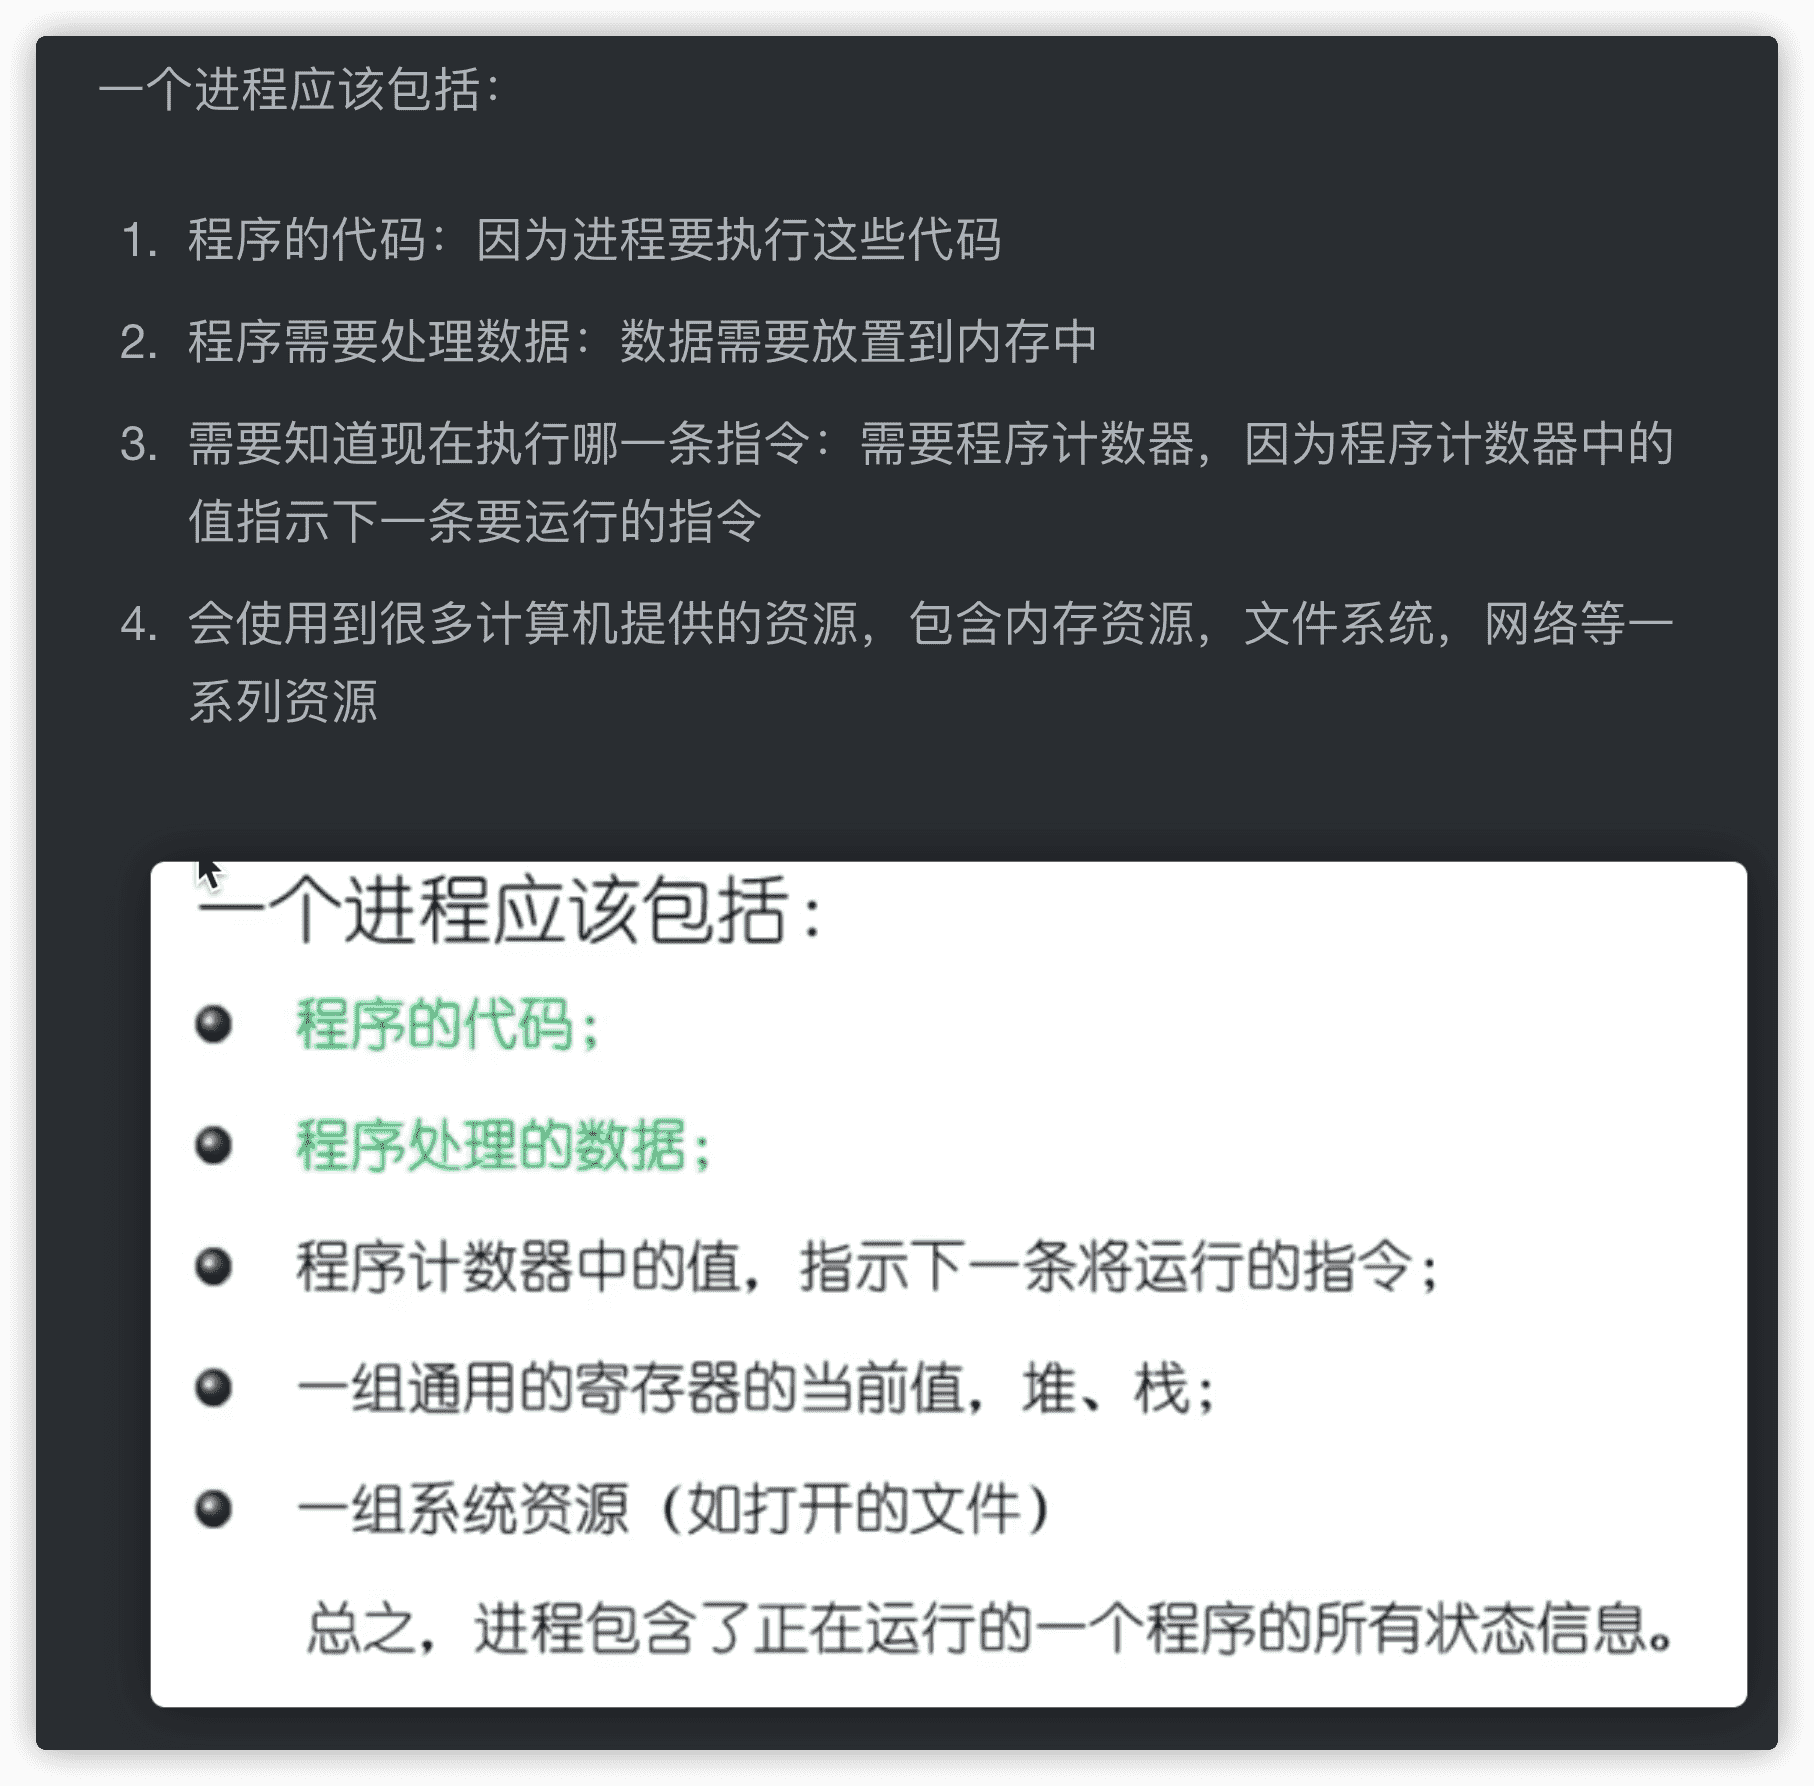 一个进程应该包括：
1. 程序的代码：因为进程要执行这些代码
2. 程序需要处理数据：数据需要放置到内存中
3. 需要知道现在执行哪一条指令：需要程序计数器，因为程序计数器中的
值指示下一条要运行的指令
4. 会使用到很多计算机提供的资源，包含内存资源，文件系统，网络等一
系列资源
一个进程应该包括：
程序的代码；
程序处理的数据；
程序计数器中的值，指示下一条将运行的指令；
一组通用的寄存器的当前值，堆、栈；
一组系统资源（如打开的文件）
总之，进程包含了正在运行的一个程序的所有状态信息。